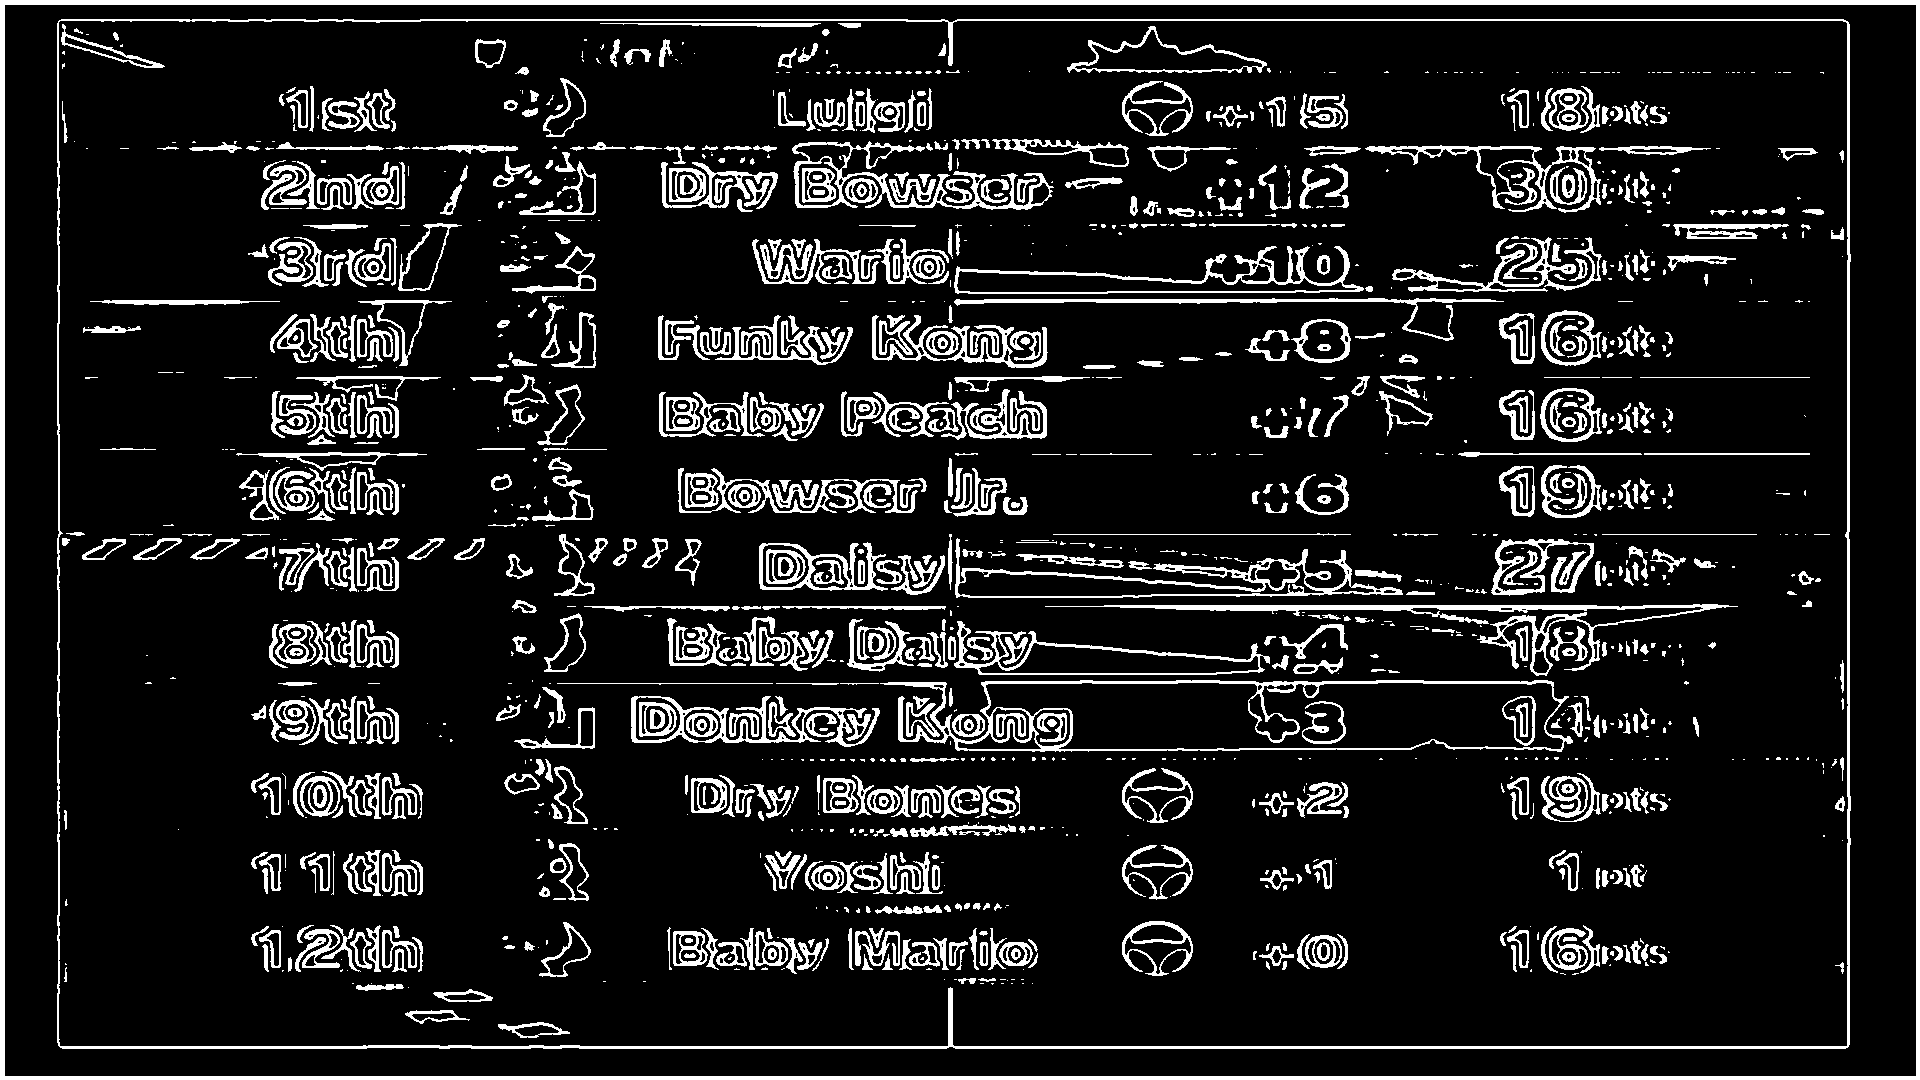 1st Luigi +15 18pts
2nd Dry Bowser +12 30pts
3rd Wario +10 25pts
4th Funky Kong +8 16pts
5th Baby Peach +7 16pts
6th Bowser Jr. +6 19pts
7th Daisy +5 27pts
8th Baby Daisy +4 18pts
9th Donkey Kong +3 14pts
10th Dry Bones +2 19pts
11th Yoshi +1 1pt
12th Baby Mario +0 16pts